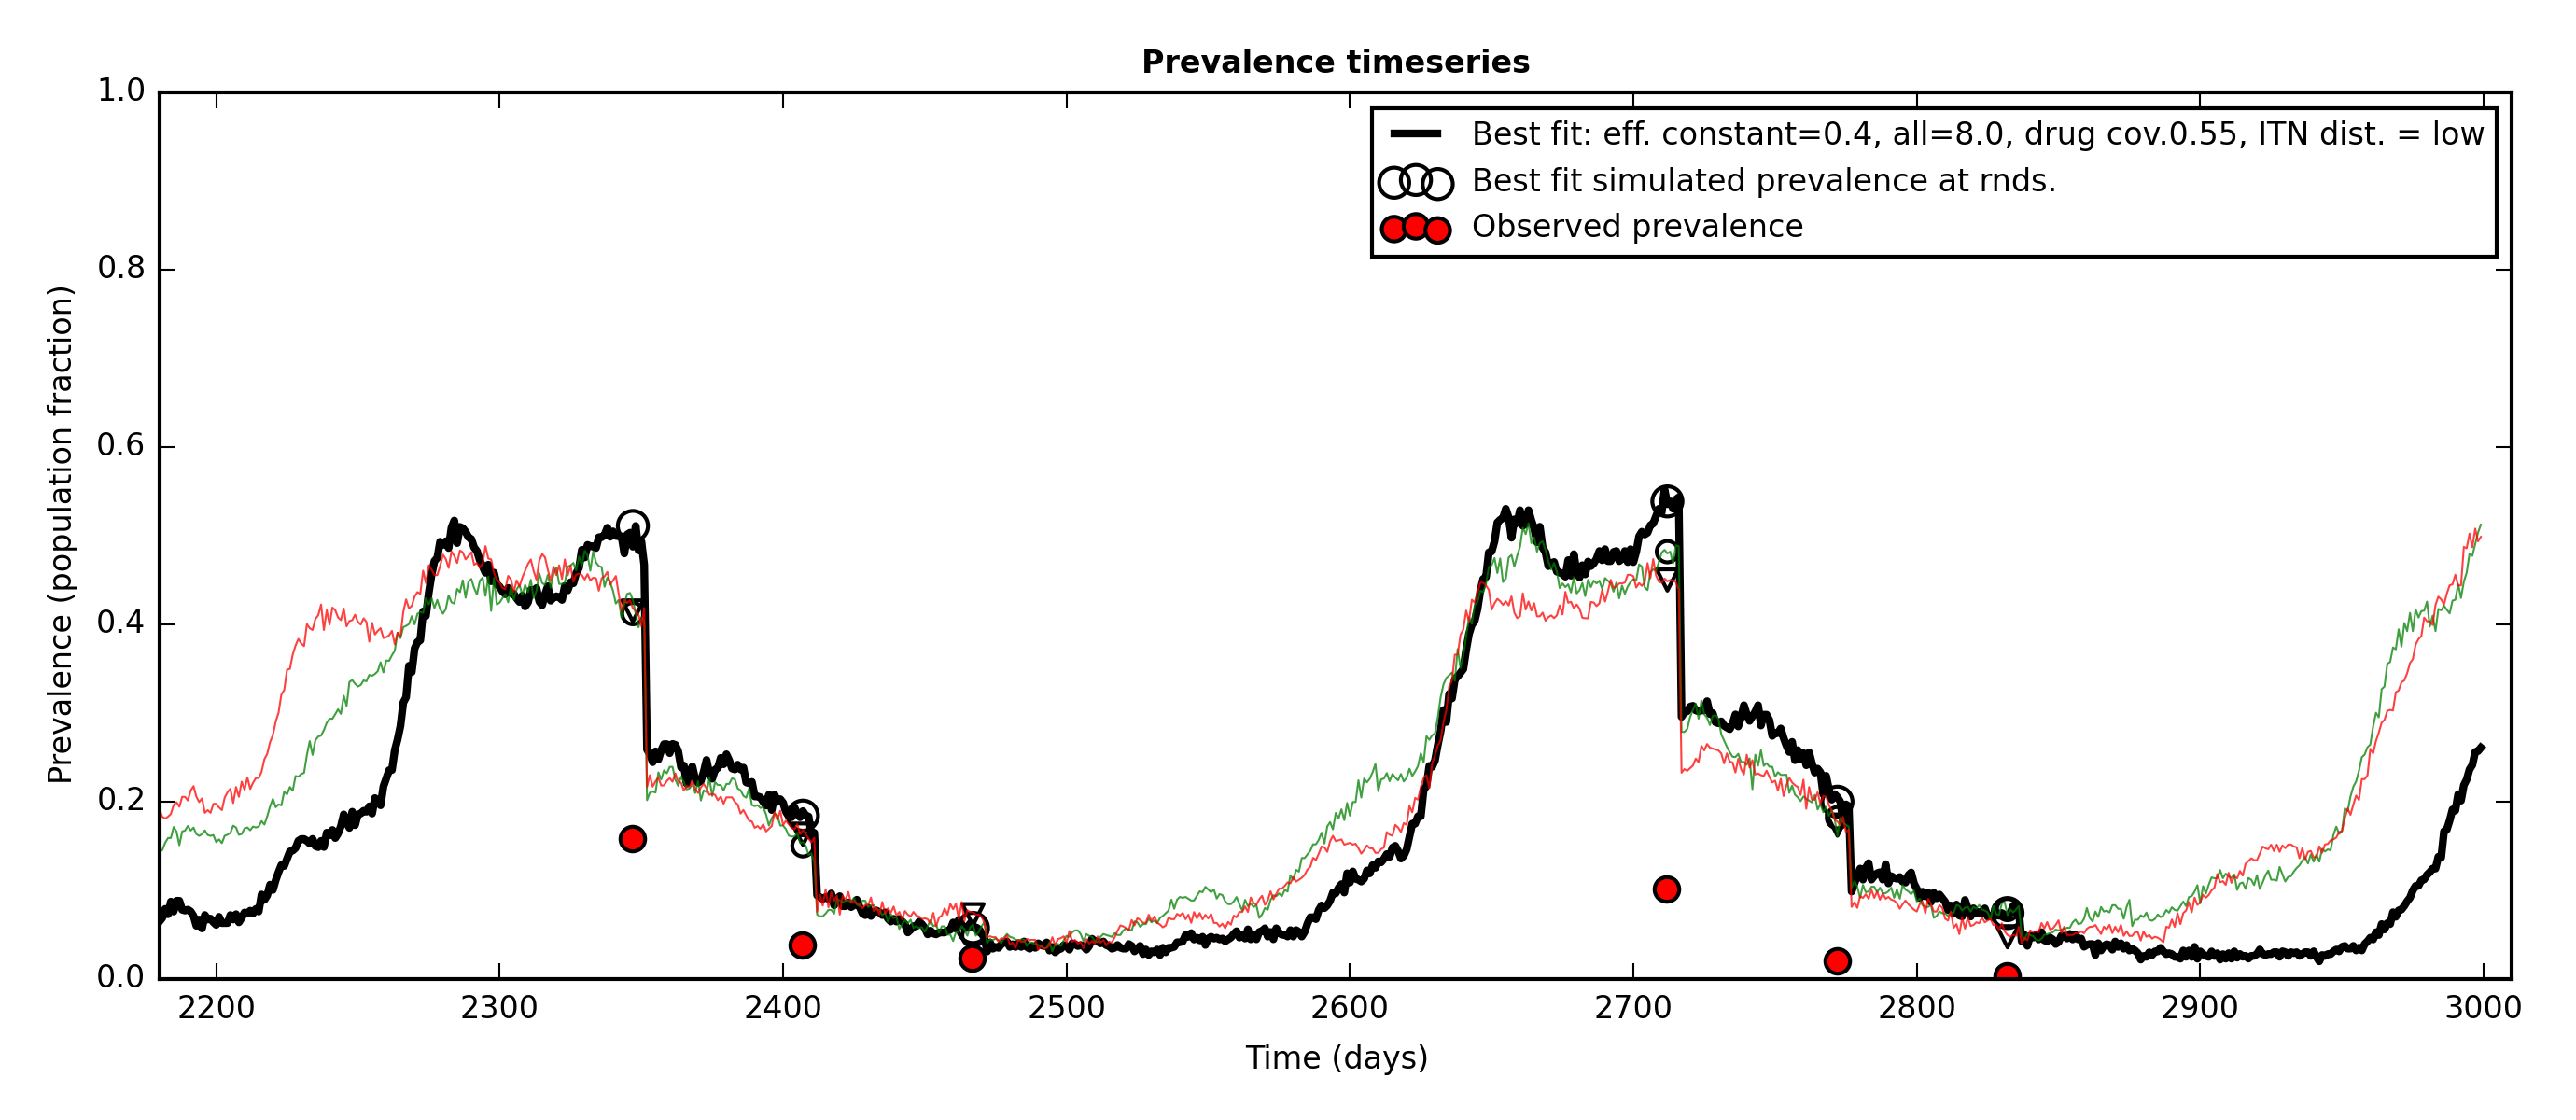 Prevalence timeseries
1.0
0.8
0.6
0.4
0.2
0.0
Prevalence (population fraction)
Best fit: eff. constant=0.4, all=8.0, drug cov.0.55, ITN dist. = low
Best fit simulated prevalence at rnds.
Observed prevalence
2200 2300 2400 2500 2600 2700 2800 2900 3000
Time (days)